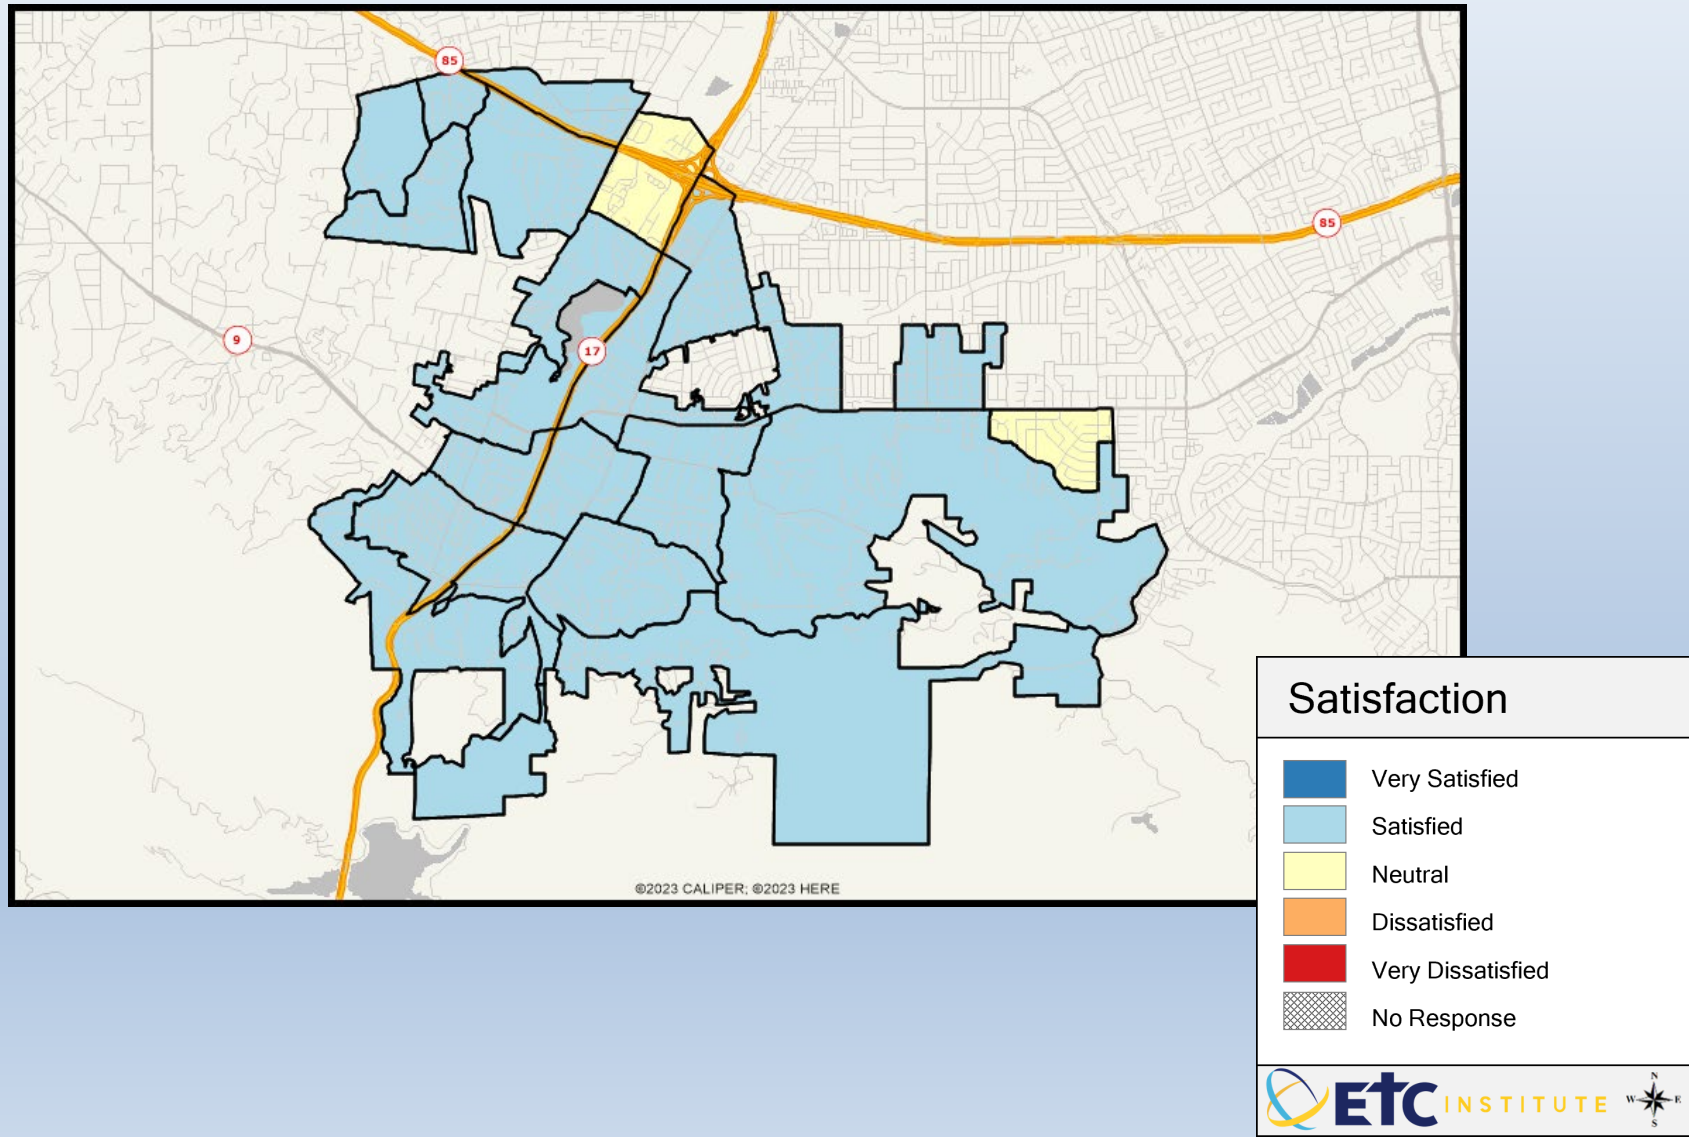 85
85
9
17
©2023 CALIPER; ©2023 HERE
Satisfaction
Very Satisfied
Satisfied
Neutral
Dissatisfied
Very Dissatisfied
No Response
ETC INSTITUTE
N
W E
S